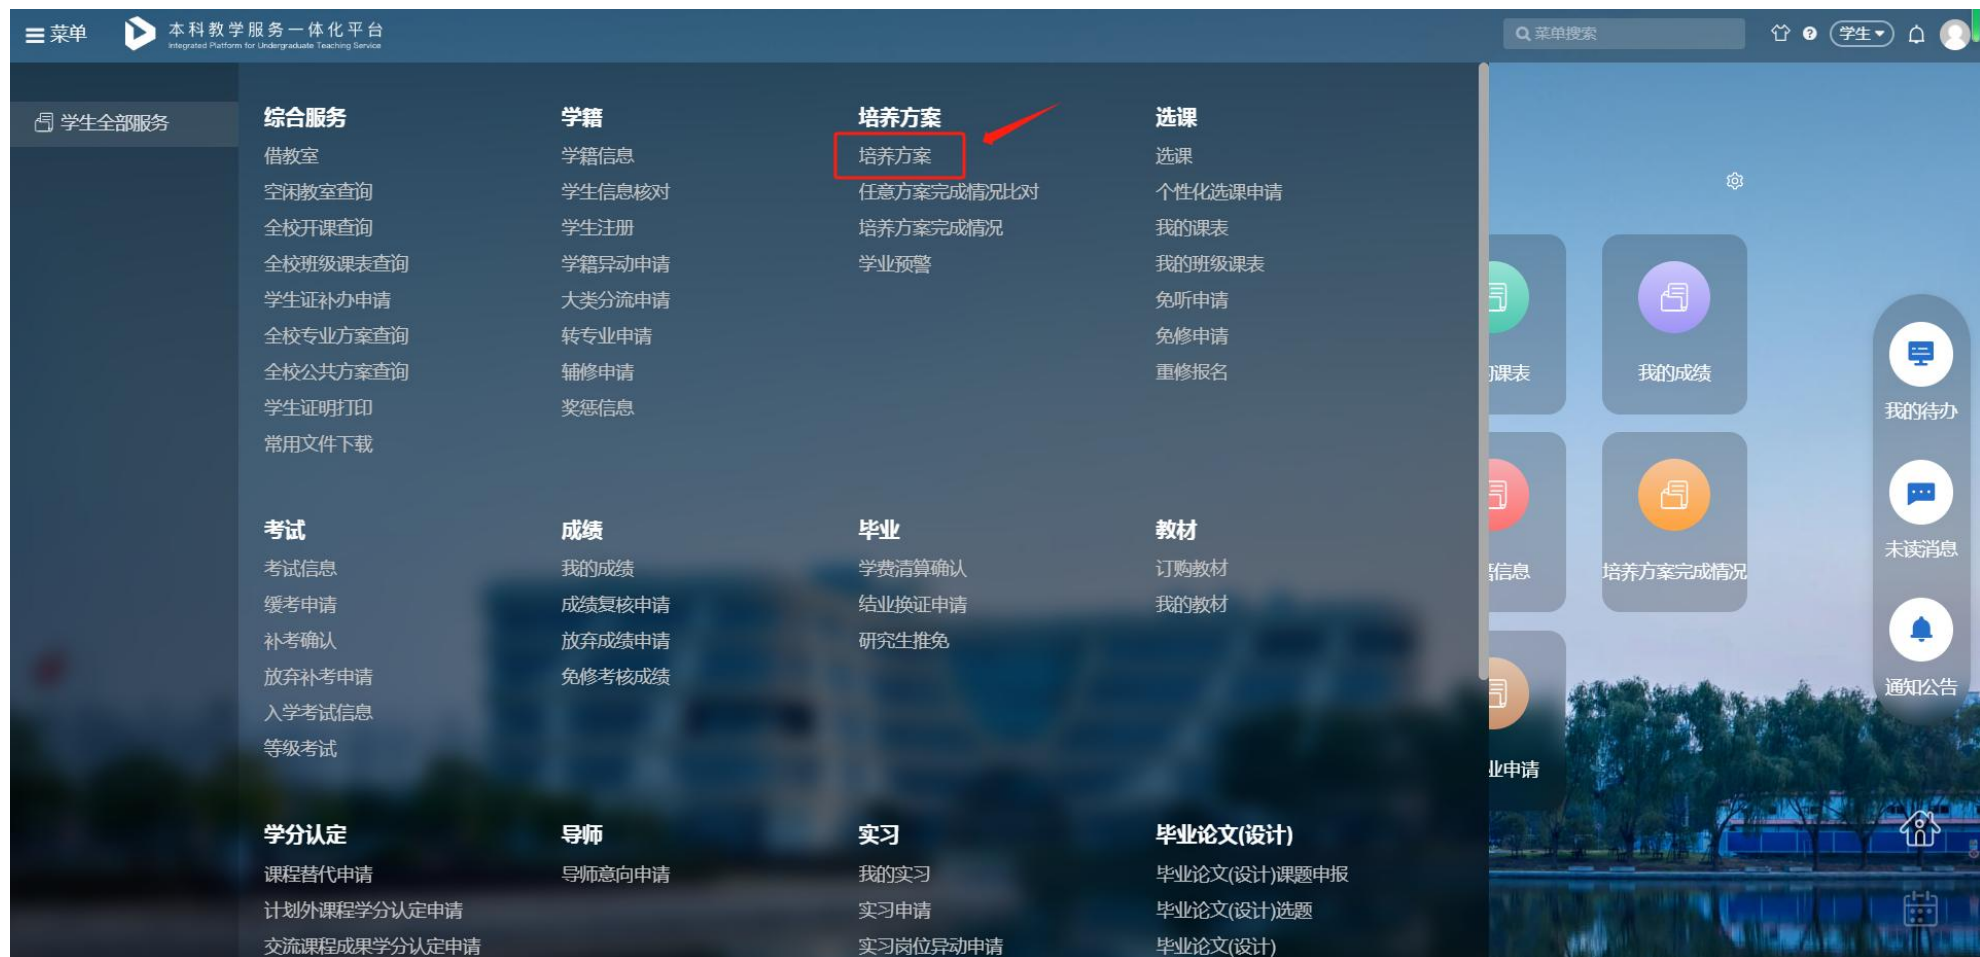 菜单
本科教学服务一体化平台
Integrated Platform for Undergraduate Teaching Service
菜单搜索
学生
学生全部服务
综合服务
借教室
空闲教室查询
全校开课查询
全校班级课表查询
学生证补办申请
全校专业方案查询
全校公共方案查询
学生证明打印
常用文件下载
学籍
学籍信息
学生信息核对
学生注册
学籍异动申请
大类分流申请
转专业申请
辅修申请
奖惩信息
培养方案
培养方案
任意方案完成情况比对
培养方案完成情况
学业预警
选课
选课
个性化选课申请
我的课表
我的班级课表
免听申请
免修申请
重修报名
考试
考试信息
缓考申请
补考确认
放弃补考申请
入学考试信息
等级考试
成绩
我的成绩
成绩复核申请
放弃成绩申请
免修考核成绩
毕业
学费清算确认
结业换证申请
研究生推免
教材
订购教材
我的教材
学分认定
课程替代申请
计划外课程学分认定申请
交流课程成果学分认定申请
导师
导师意向申请
实习
我的实习
实习申请
实习岗位异动申请
毕业论文(设计)
毕业论文(设计)课题申报
毕业论文(设计)选题
毕业论文(设计)
课表
我的成绩
信息
培养方案完成情况
业申请
我的待办
未读消息
通知公告